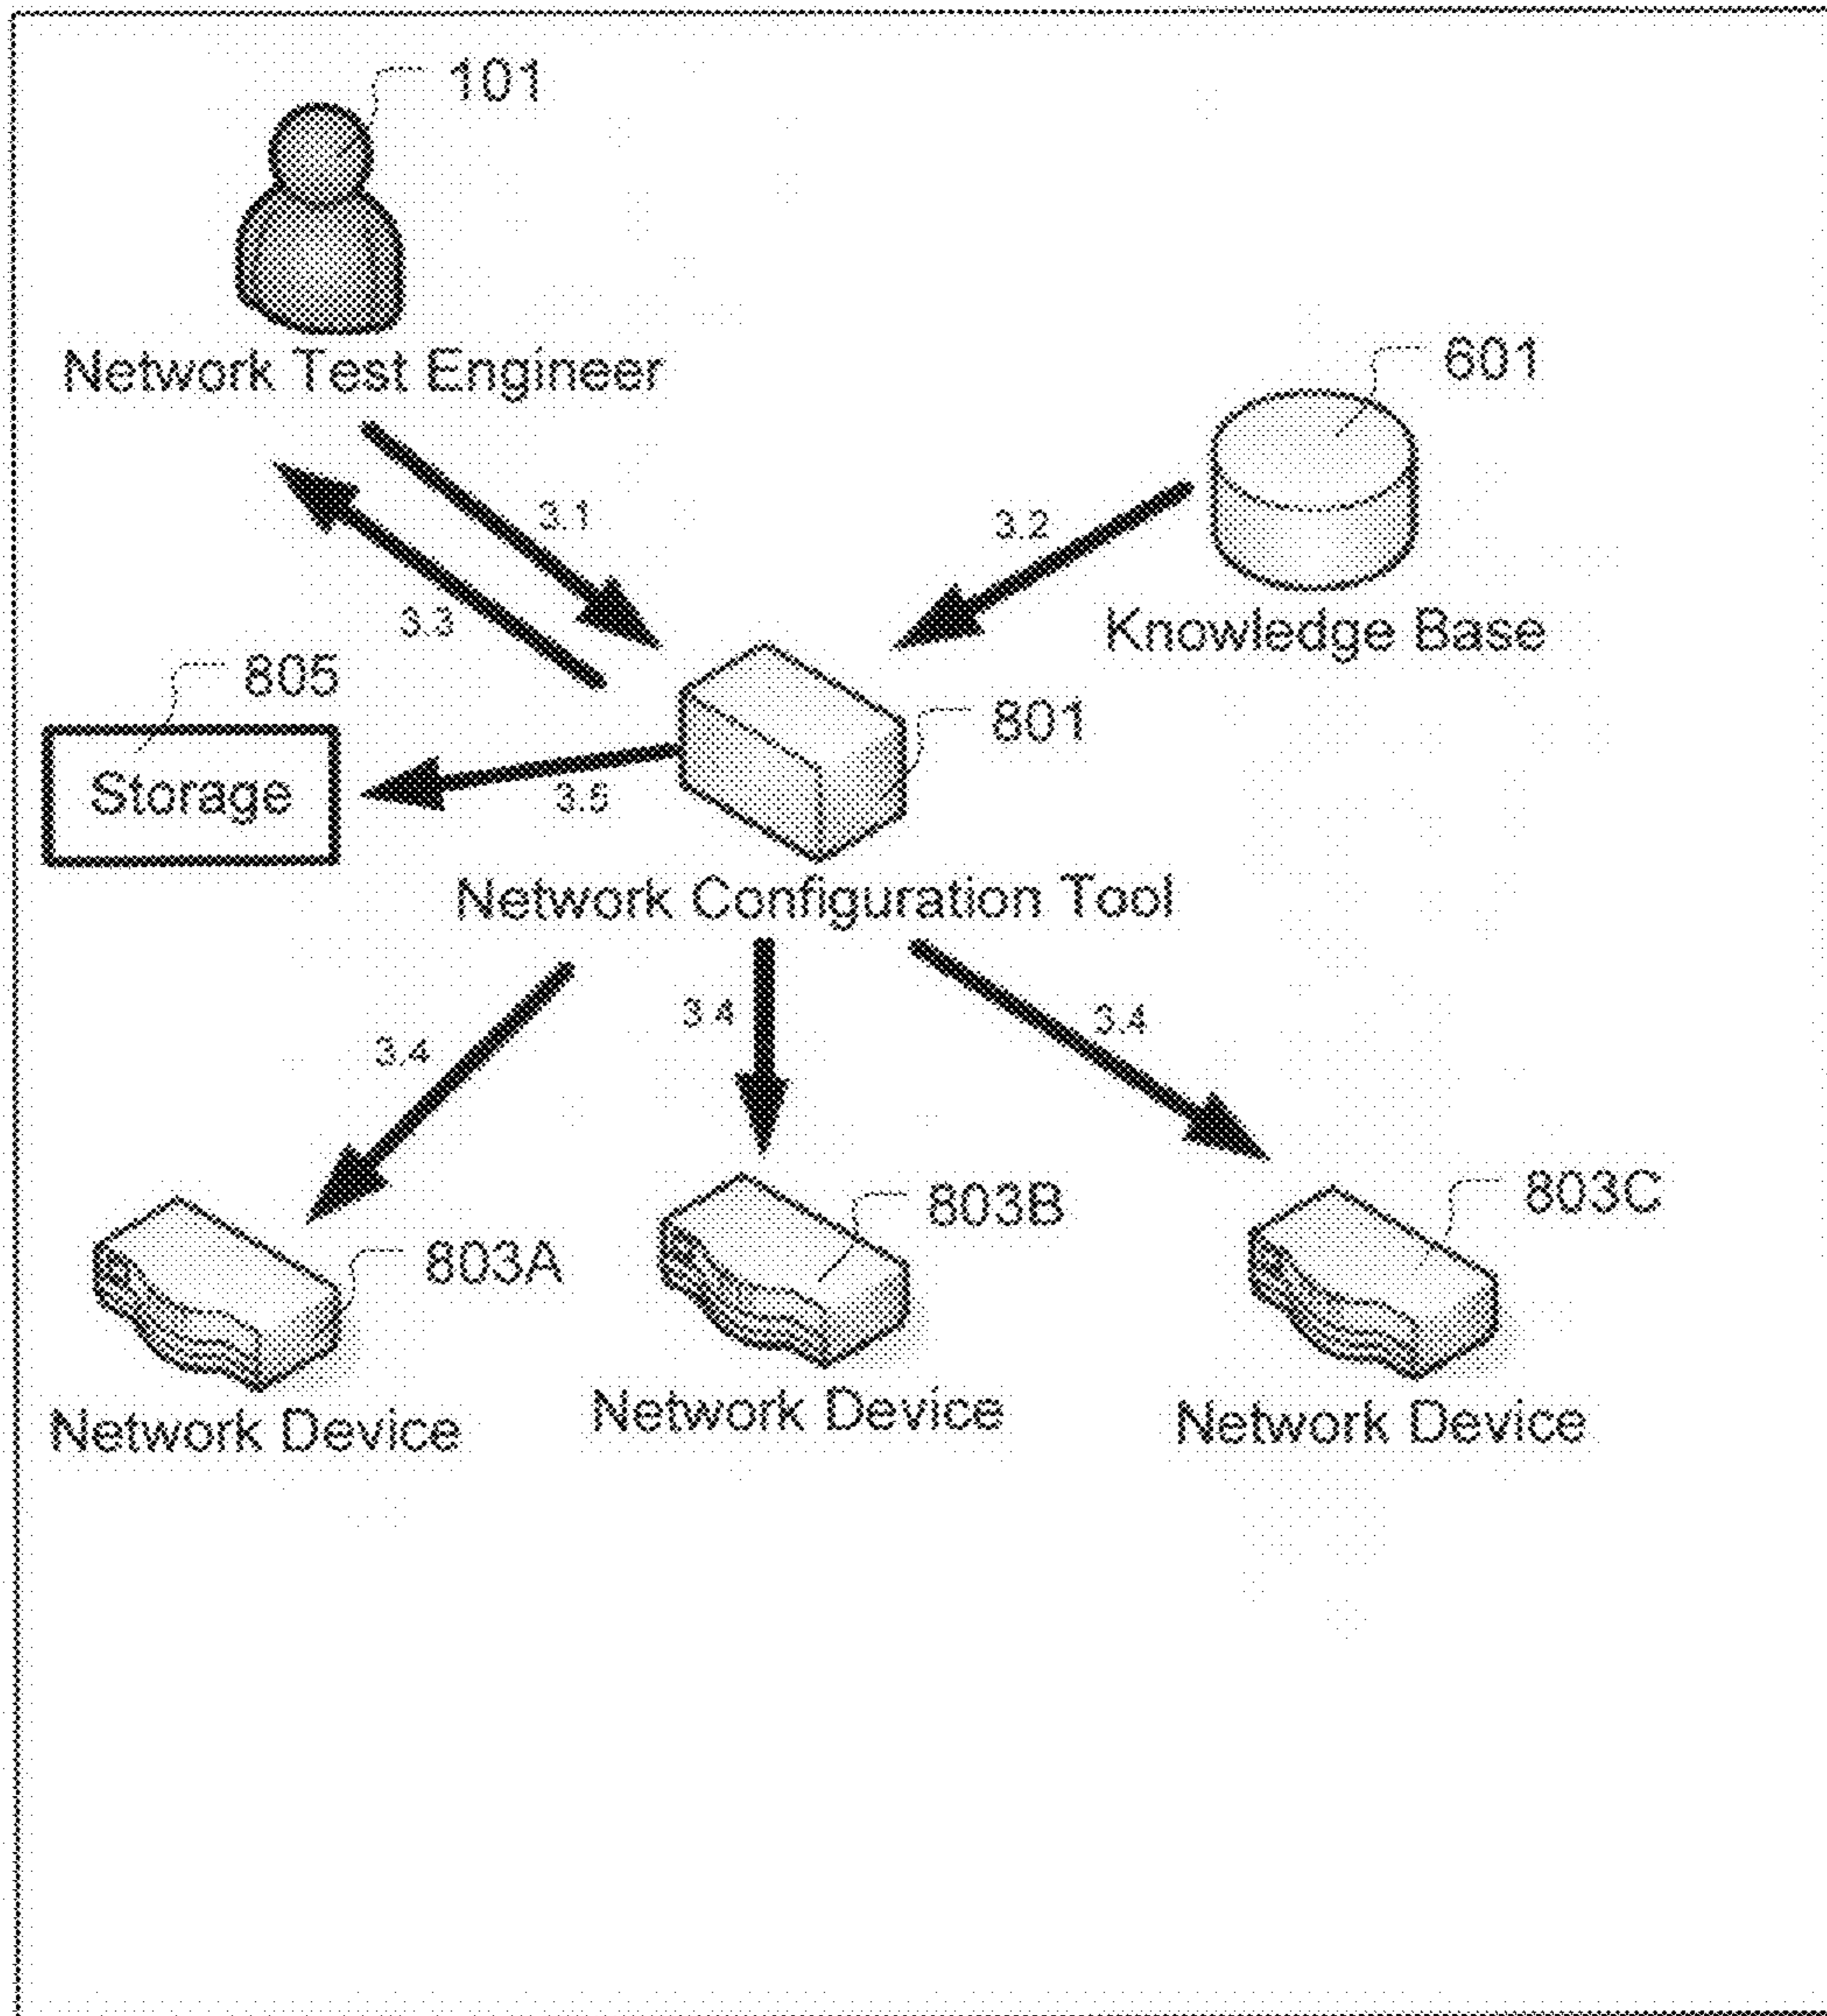 101
Network Test Engineer
601
3.1
3.2
3.3
Knowledge Base
805
801
Storage
3.5
Network Configuration Tool
3.4
3.4
3.4
803A
803B
803C
Network Device
Network Device
Network Device